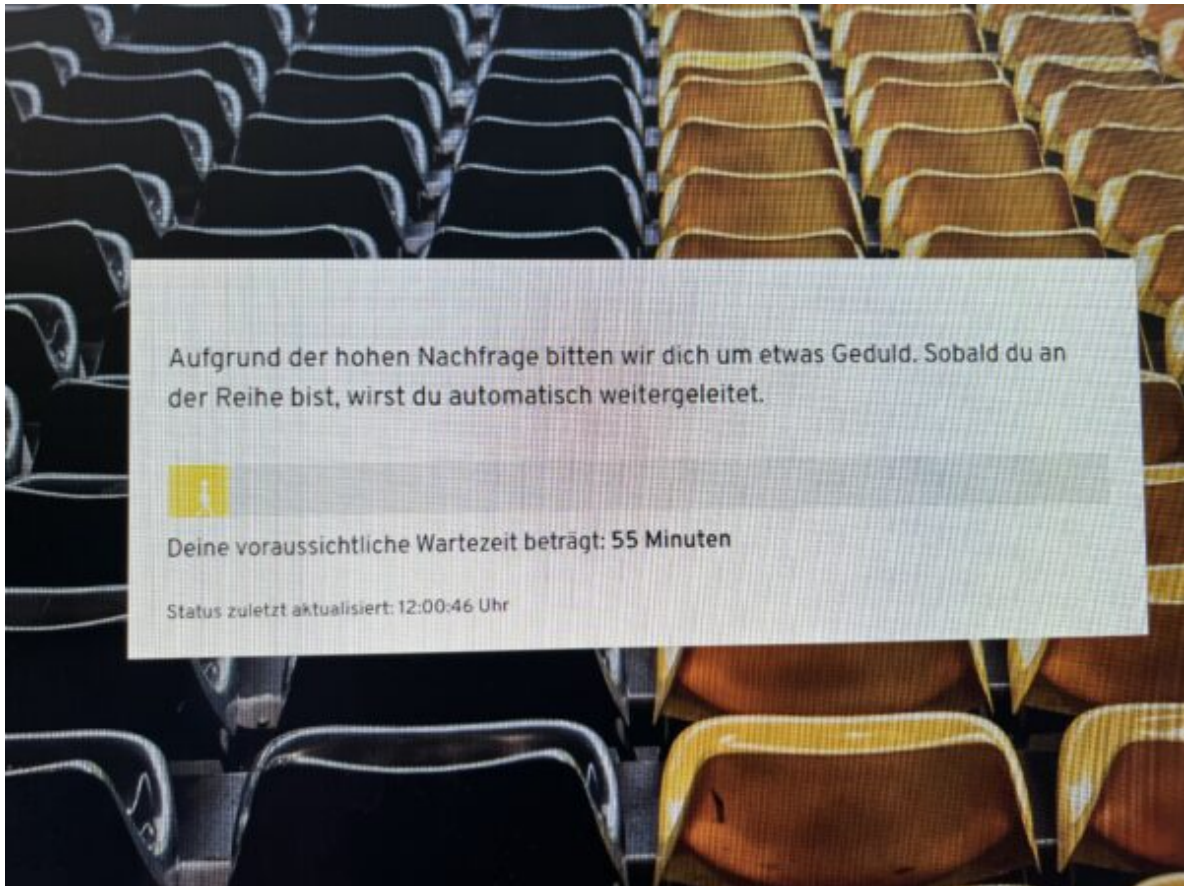 Aufgrund der hohen Nachfrage bitten wir dich um etwas Geduld. Sobald du an
der Reihe bist, wirst du automatisch weitergeleitet.
Deine voraussichtliche Wartezeit beträgt: 55 Minuten
Status zuletzt aktualisiert: 12:00:46 Uhr